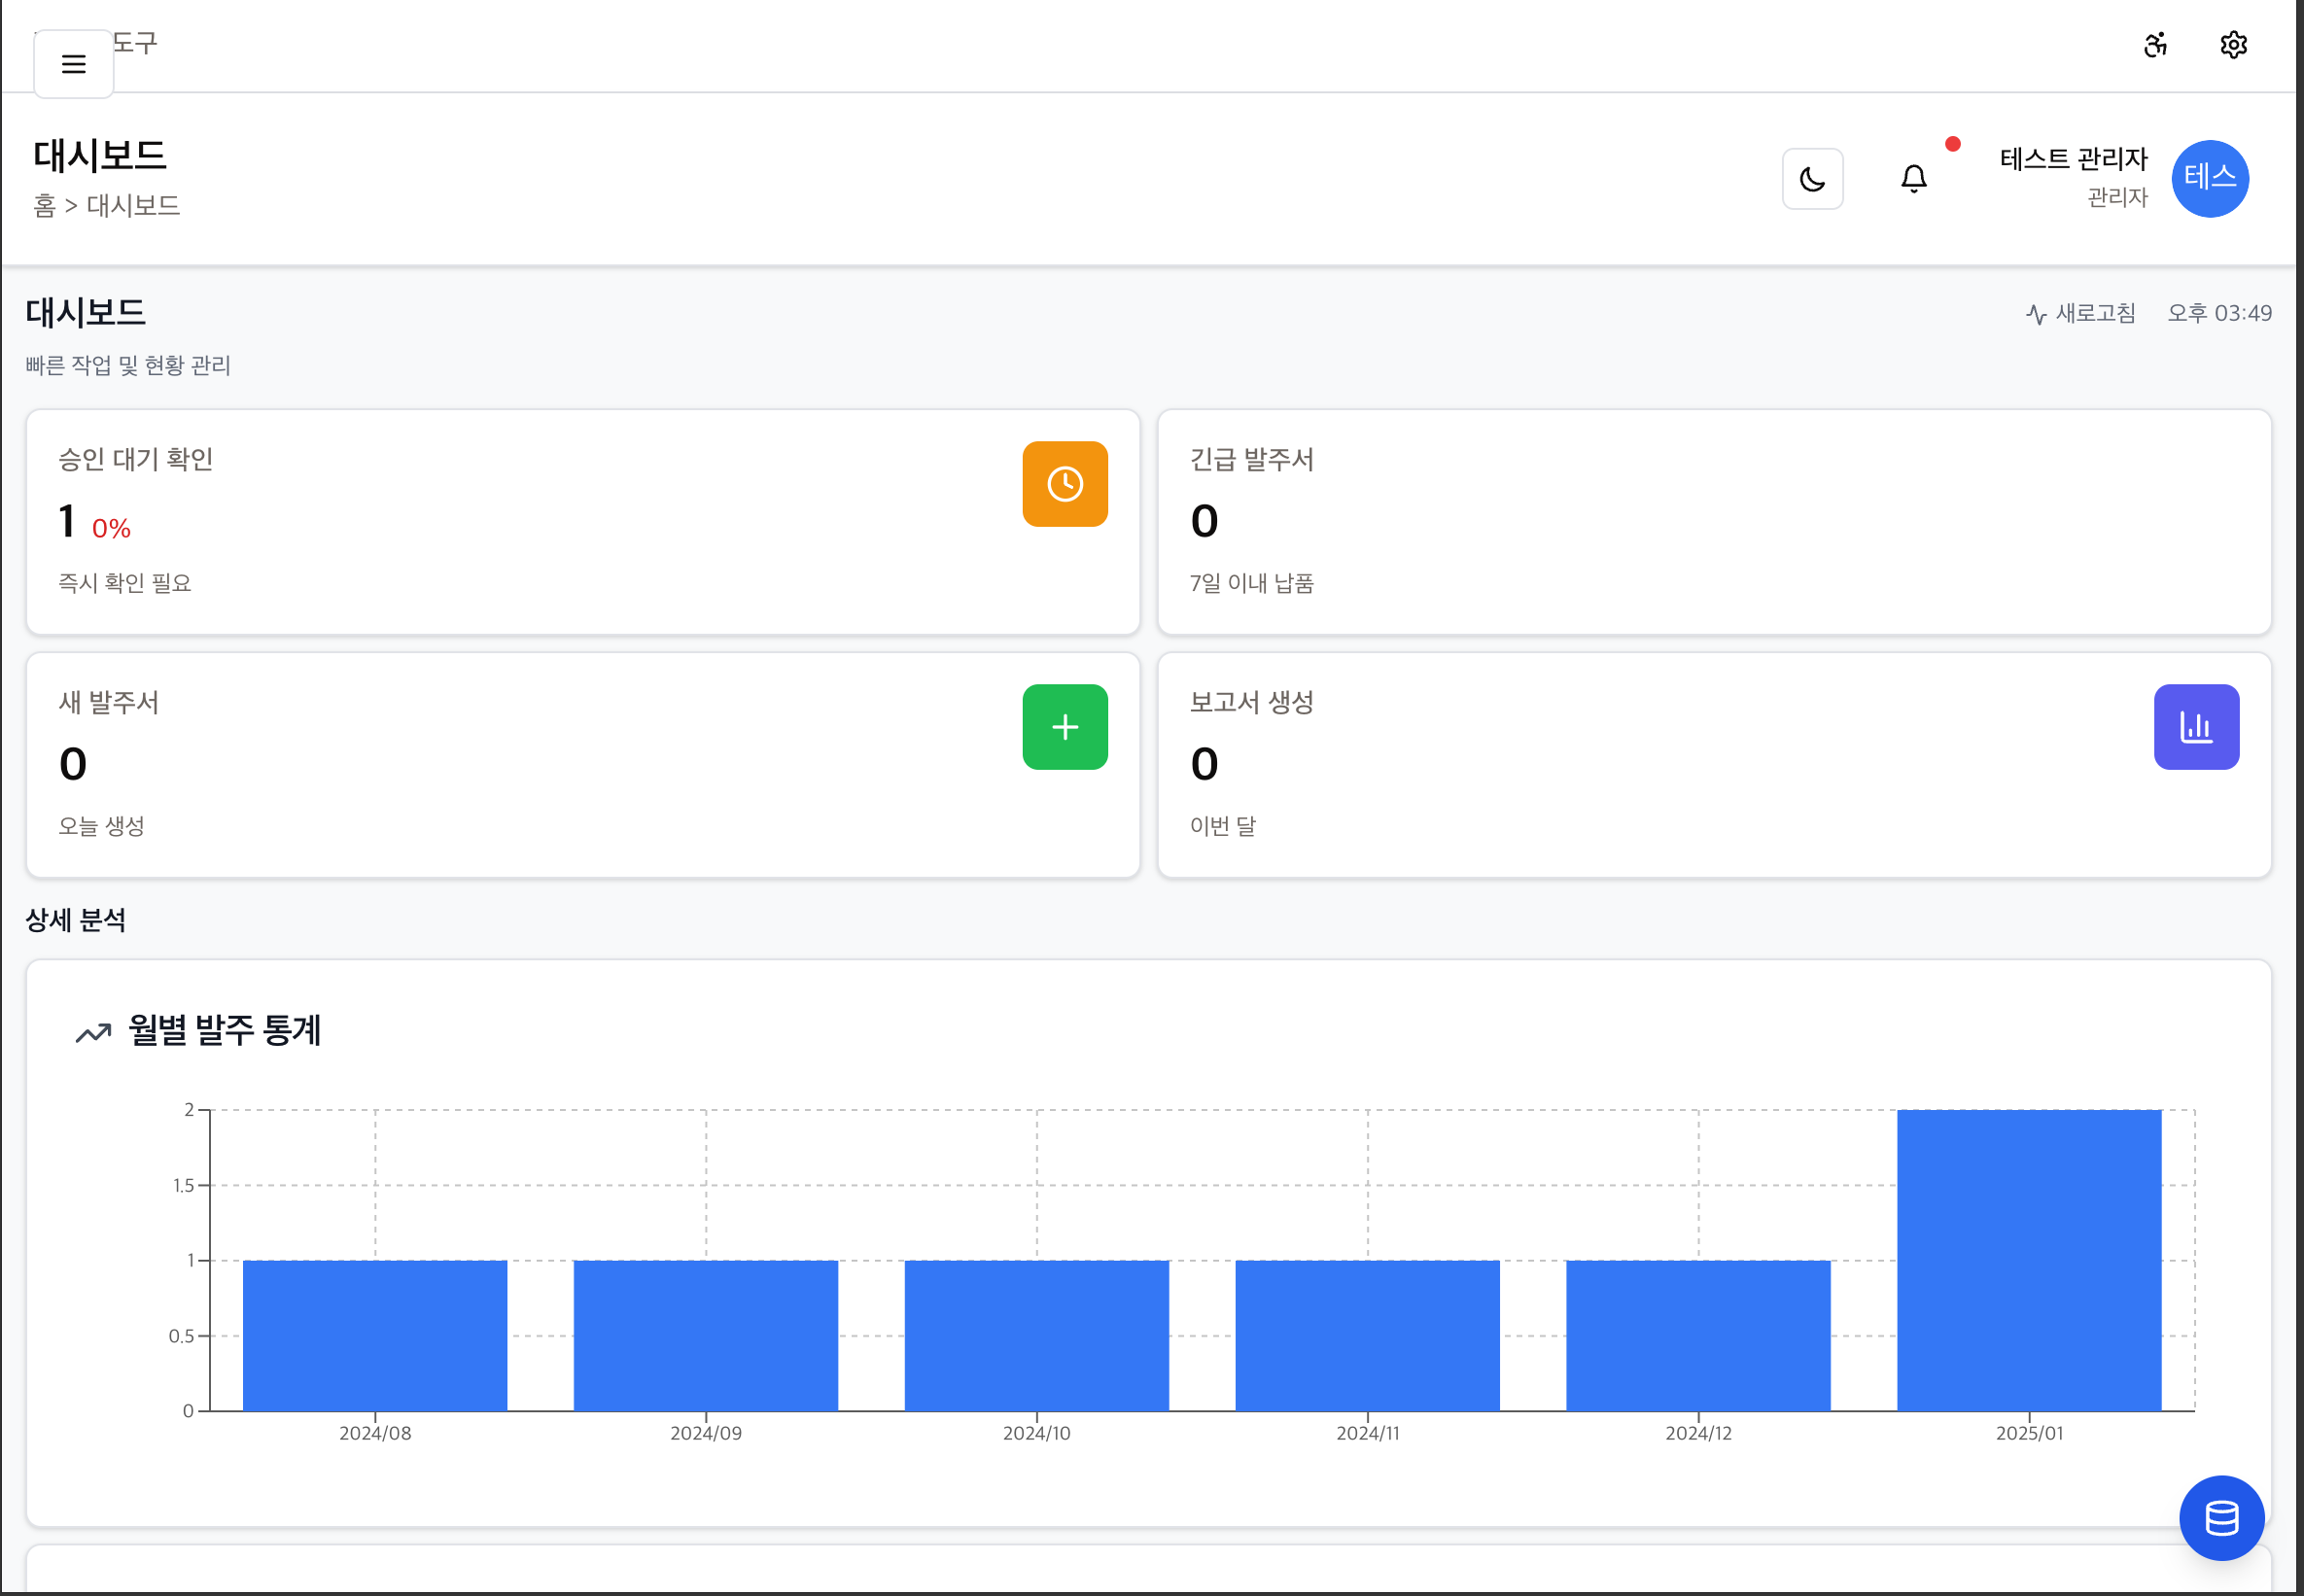 도구
대시보드
홈 > 대시보드
테스트 관리자
관리자
테스
대시보드
새로고침
오후 03:49
빠른 작업 및 현황 관리
승인 대기 확인
1 0%
즉시 확인 필요
긴급 발주서
0
7일 이내 납품
새 발주서
0
오늘 생성
보고서 생성
0
이번 달
상세 분석
월별 발주 통계
2
1.5
1
0.5
0
2024/08
2024/09
2024/10
2024/11
2024/12
2025/01